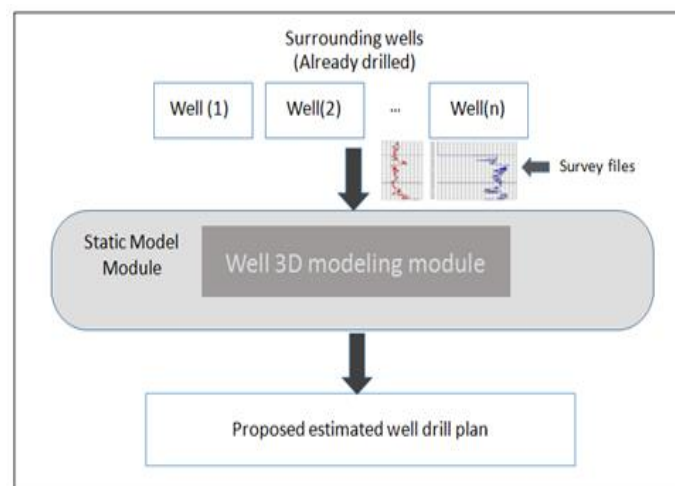 Surrounding wells
(Already drilled)
Well (1)
Well(2)
...
Well(n)
Survey files
Static Model
Module
Well 3D modeling module
Proposed estimated well drill plan